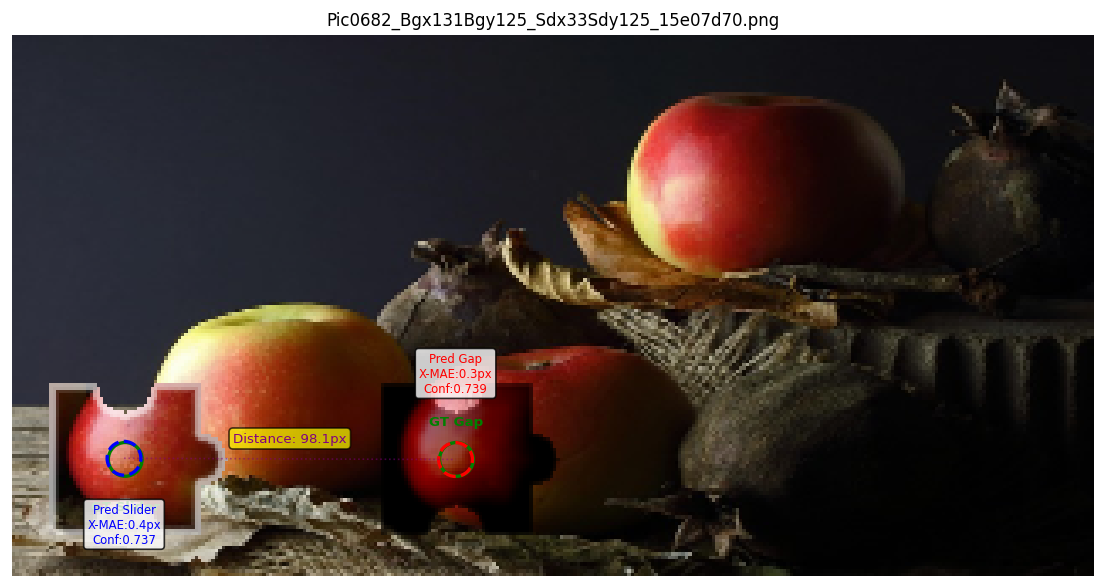 Pic0682_Bgx131Bgy125_Sdx33Sdy125_15e07d70.png
Pred Gap
X-MAE:0.3px
Conf:0.739
GT Gap
Distance: 98.1px
Pred Slider
X-MAE:0.4px
Conf:0.737